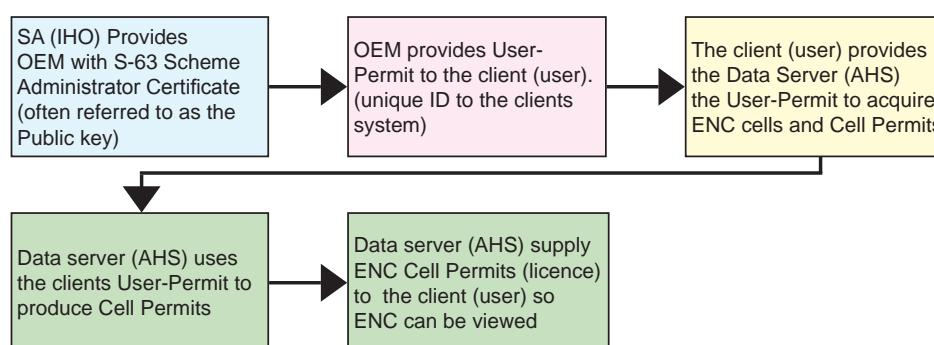 SA (IHO) Provides
OEM with S-63 Scheme
Administrator Certificate
(often referred to as the
Public key)
OEM provides User-
Permit to the client (user).
(unique ID to the clients
system)
The client (user) provides
the Data Server (AHS)
the User-Permit to acquire
ENC cells and Cell Permits
Data server (AHS) uses
the clients User-Permit to
produce Cell Permits
Data server (AHS) supply
ENC Cell Permits (licence)
to the client (user) so
ENC can be viewed